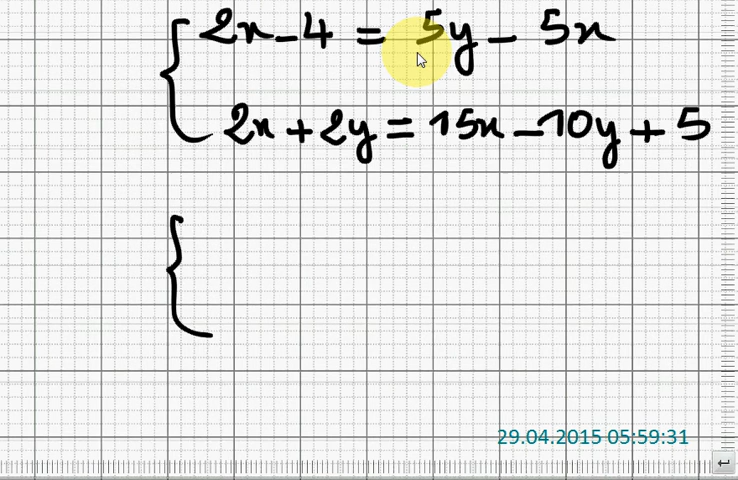 2x - 4 = 5y - 5x
2x + 2y = 15x - 10y + 5
29.04.2015 05:59:31